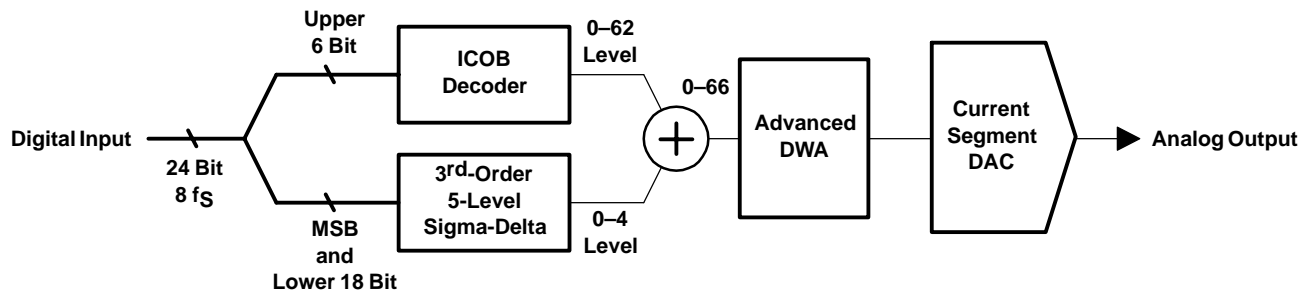 Digital Input
24 Bit
8 fS
Upper
6 Bit
ICOB
Decoder
0–62
Level
MSB
and
Lower 18 Bit
3rd-Order
5-Level
Sigma-Delta
0–4
Level
+
0–66
Advanced
DWA
Current
Segment
DAC
Analog Output